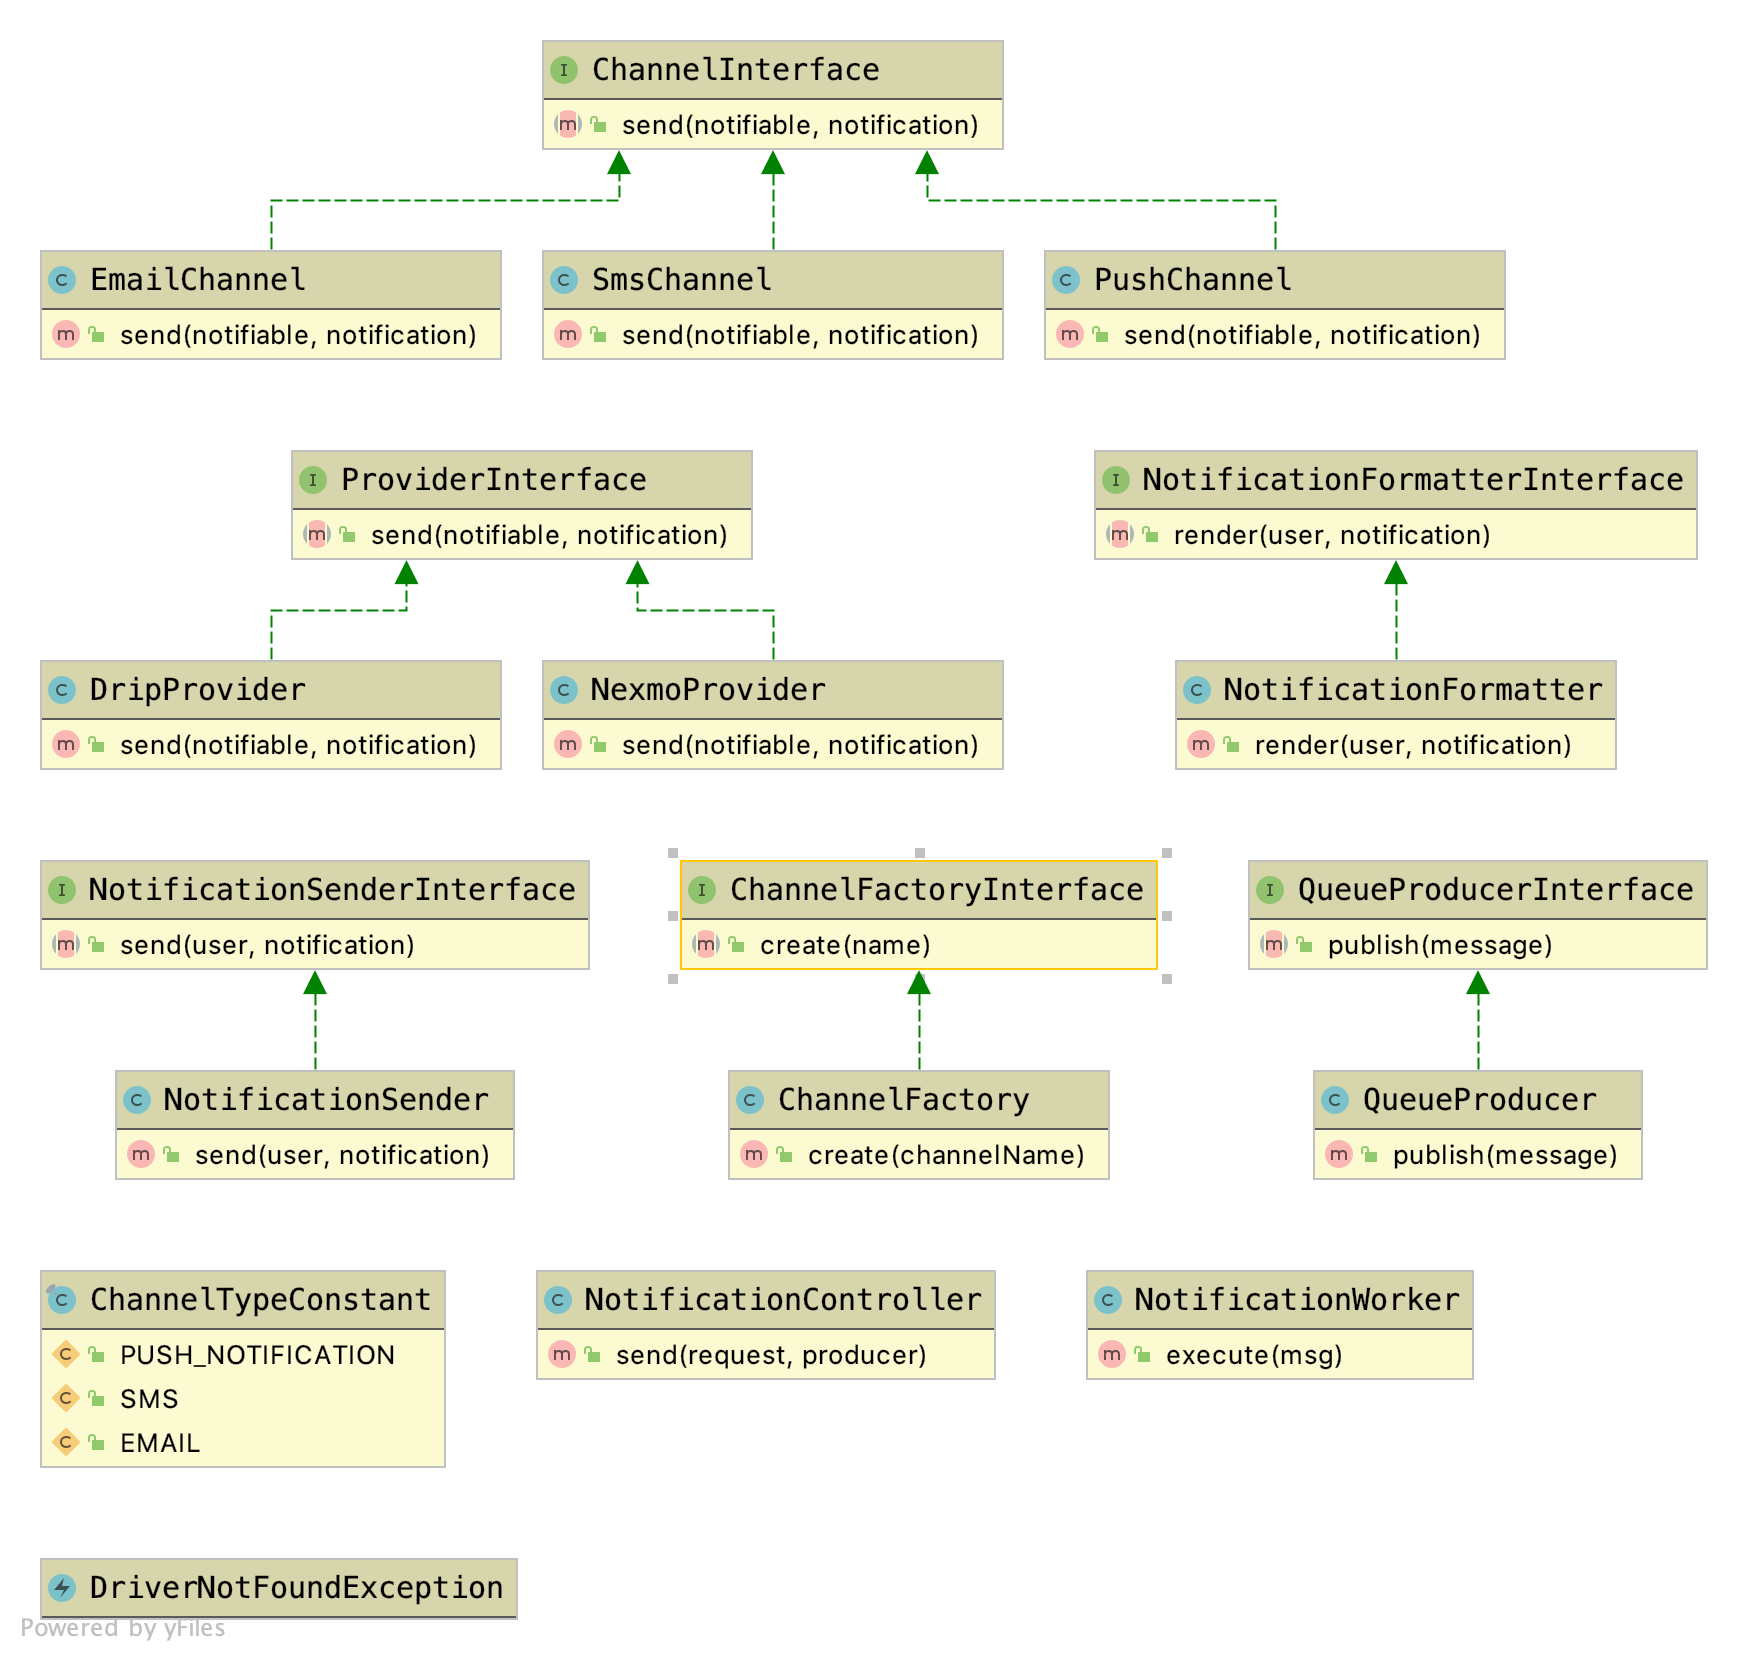 ChannelInterface
send(notifiable, notification)
EmailChannel
send(notifiable, notification)
SmsChannel
send(notifiable, notification)
PushChannel
send(notifiable, notification)
ProviderInterface
send(notifiable, notification)
NotificationFormatterInterface
render(user, notification)
DripProvider
send(notifiable, notification)
NexmoProvider
send(notifiable, notification)
NotificationFormatter
render(user, notification)
NotificationSenderInterface
send(user, notification)
ChannelFactoryInterface
create(name)
QueueProducerInterface
publish(message)
NotificationSender
send(user, notification)
ChannelFactory
create(channelName)
QueueProducer
publish(message)
ChannelTypeConstant
PUSH_NOTIFICATION
SMS
EMAIL
NotificationController
send(request, producer)
NotificationWorker
execute(msg)
DriverNotFoundException
Powered by yFiles